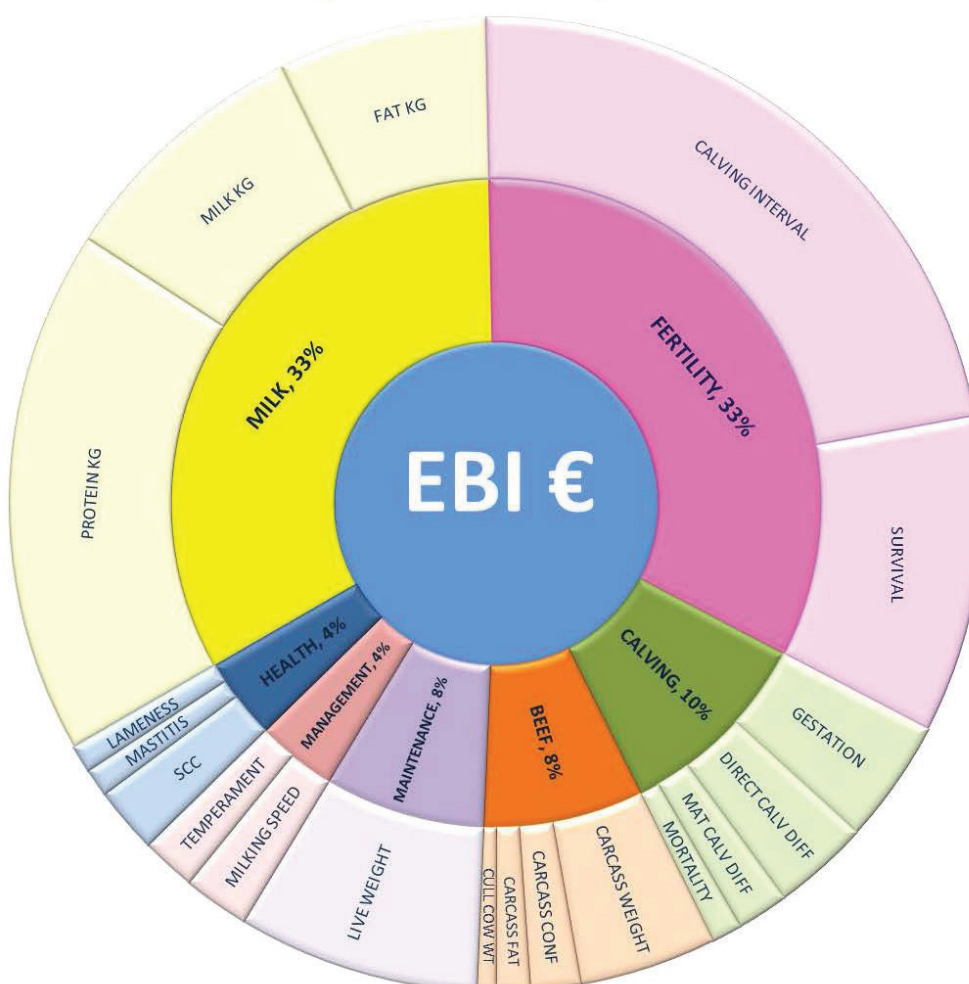 EBI €
FERTILITY, 33%
CALVING INTERVAL
SURVIVAL
CALVING, 10%
GESTATION
DIRECT CALV DIFF
MAT CALV DIFF
MORTALITY
BEEF, 8%
CARCASS WEIGHT
CARCASS CONF
CARCASS FAT
CULL COW WT
MAINTENANCE, 8%
LIVE WEIGHT
MANAGEMENT, 4%
MILKING SPEED
TEMPERAMENT
HEALTH, 4%
SCC
MASTITIS
LAMENESS
MILK, 33%
PROTEIN KG
MILK KG
FAT KG